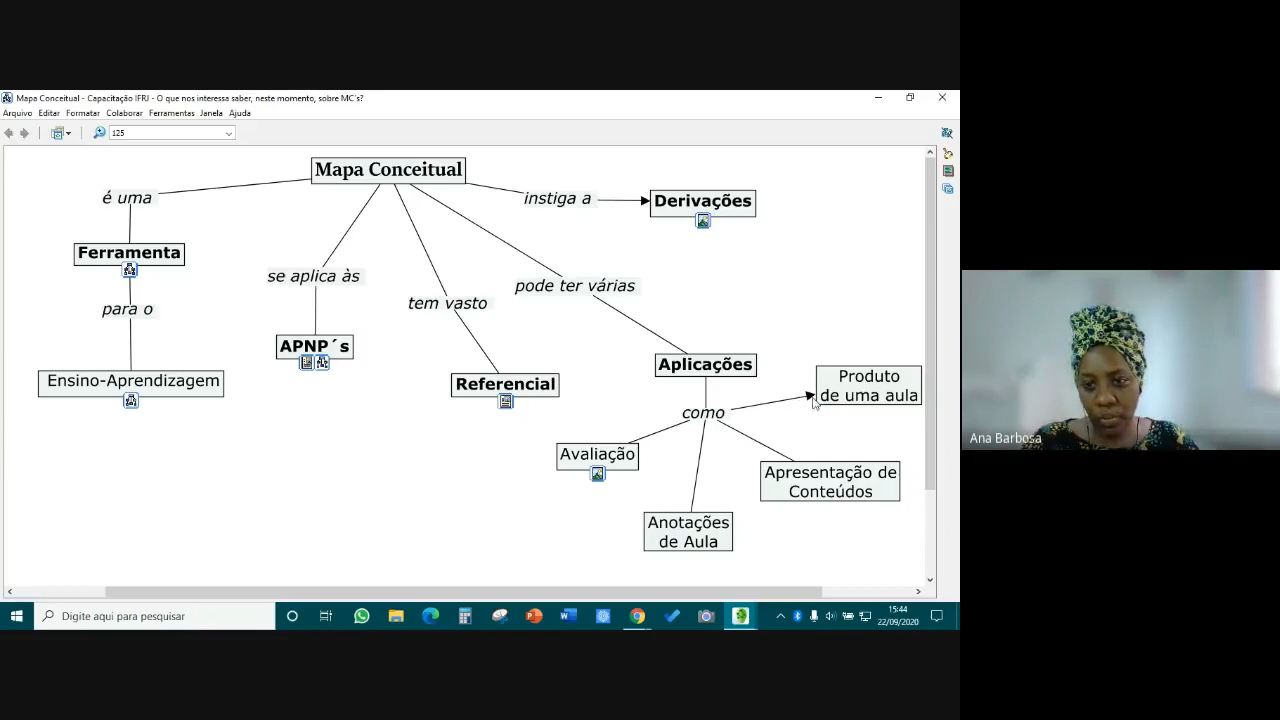 Mapa Conceitual - Capacitação IFRJ - O que nos interessa saber, neste momento, sobre MC's?
Arquivo Editar Formatar Colaborar Ferramentas Janela Ajuda
125
Mapa Conceitual
é uma
instiga a
Derivações
Ferramenta
se aplica às
pode ter várias
tem vasto
para o
APNP´s
Aplicações
Ensino-Aprendizagem
Referencial
Produto
de uma aula
como
Avaliação
Apresentação de
Conteúdos
Anotações
de Aula
Ana Barbosa
Digite aqui para pesquisar
15:44
22/09/2020